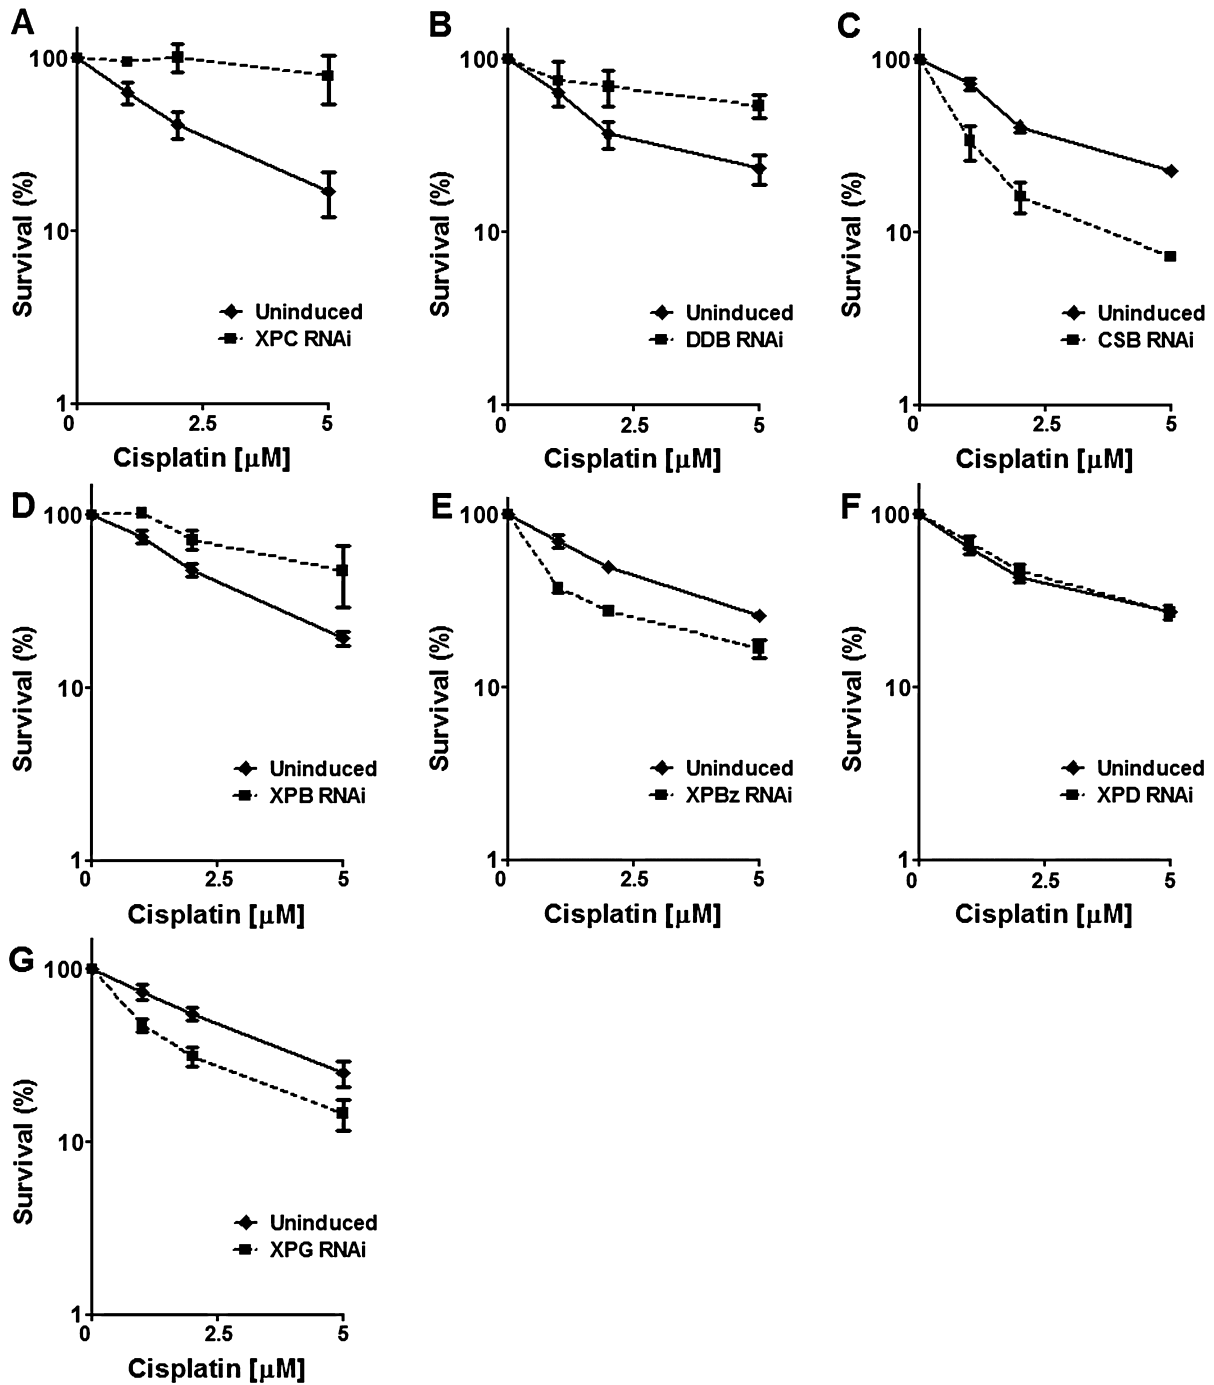 A
100
10
1
0
2.5
5
Survival (%)
Cisplatin [μM]
Uninduced
XPC RNAi
B
100
10
1
0
2.5
5
Survival (%)
Cisplatin [μM]
Uninduced
DDB RNAi
C
100
10
1
0
2.5
5
Survival (%)
Cisplatin [μM]
Uninduced
CSB RNAi
D
100
10
1
0
2.5
5
Survival (%)
Cisplatin [μM]
Uninduced
XPB RNAi
E
100
10
1
0
2.5
5
Survival (%)
Cisplatin [μM]
Uninduced
XPBz RNAi
F
100
10
1
0
2.5
5
Survival (%)
Cisplatin [μM]
Uninduced
XPD RNAi
G
100
10
1
0
2.5
5
Survival (%)
Cisplatin [μM]
Uninduced
XPG RNAi